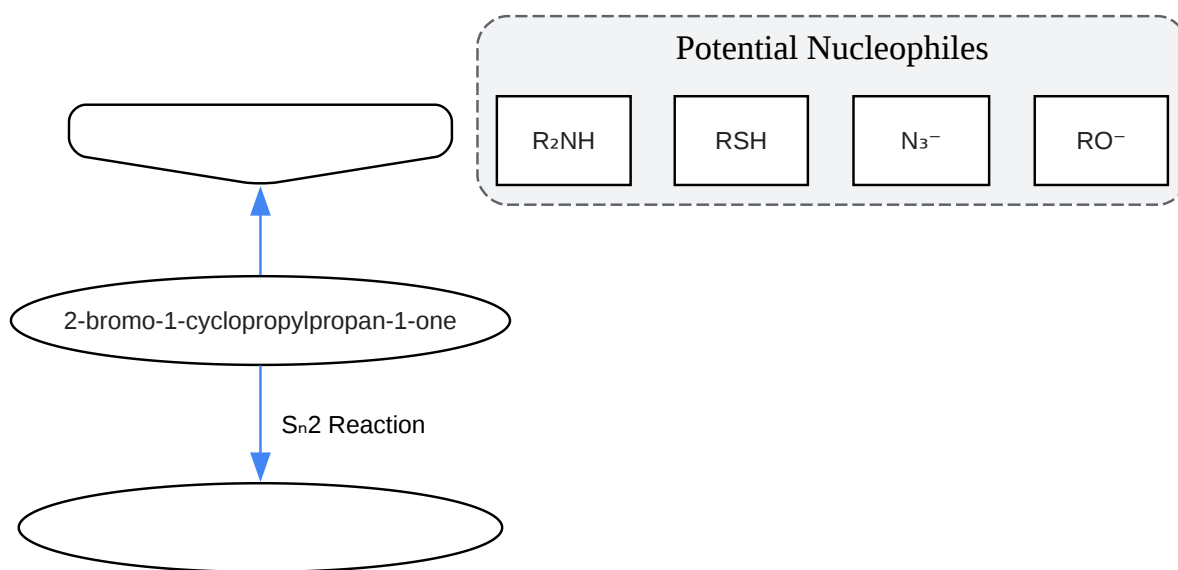 Potential Nucleophiles
R₂NH
RSH
N₃⁻
RO⁻
2-bromo-1-cyclopropylpropan-1-one
Sₙ2 Reaction